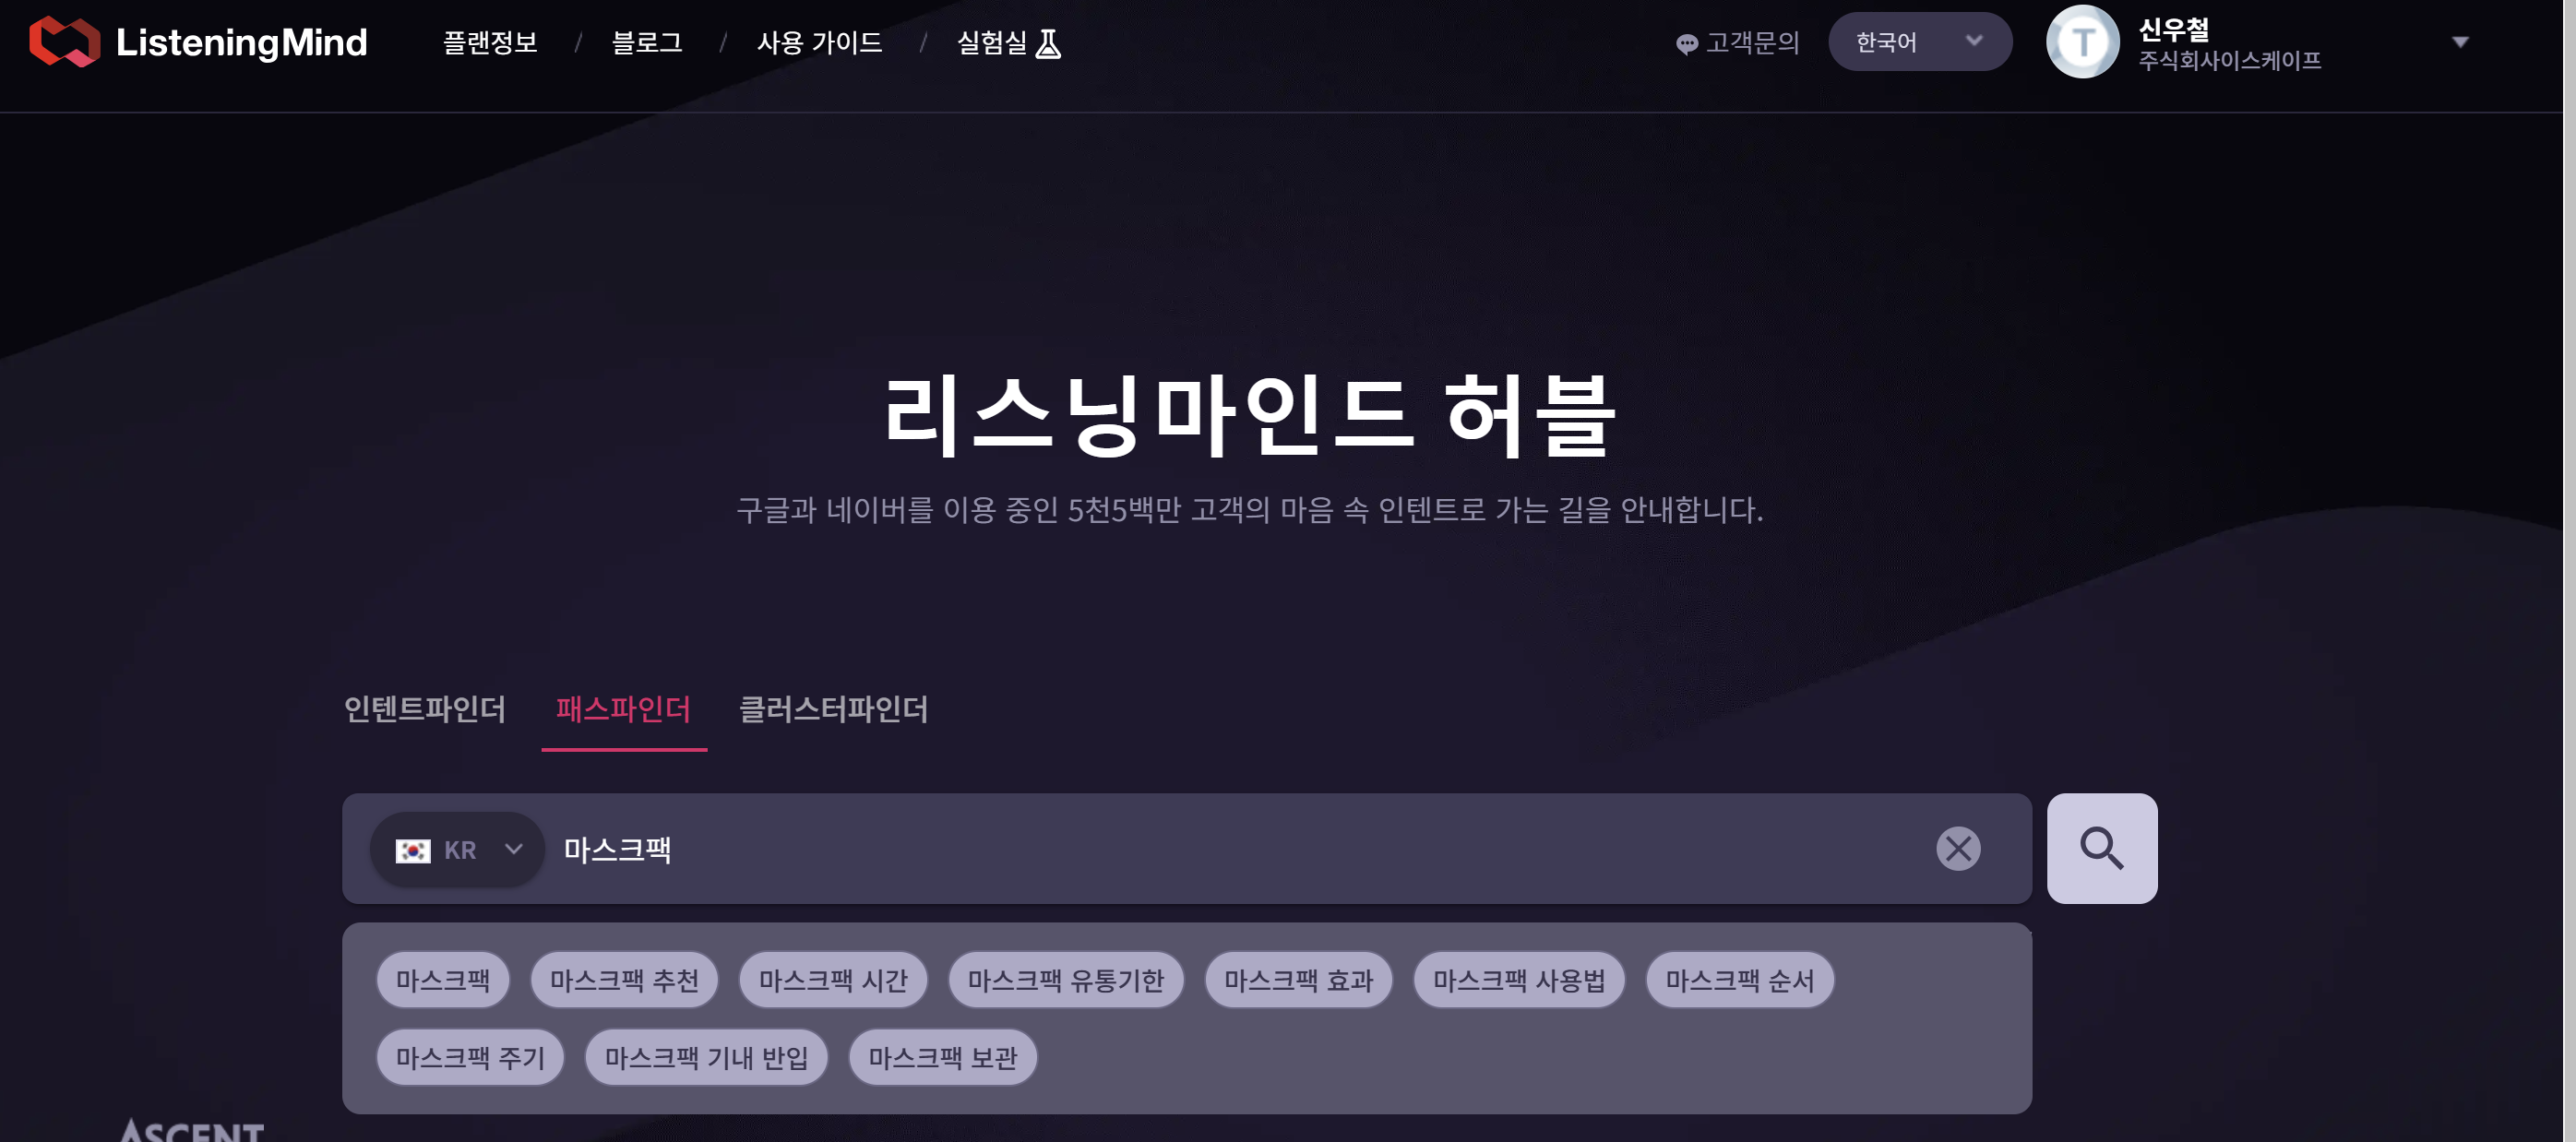 ListeningMind 플랜정보 / 블로그 / 사용 가이드 / 실험실 고객문의 한국어 T 신우철
주식회사이스케이프
리스닝마인드 허블
구글과 네이버를 이용 중인 5천5백만 고객의 마음 속 인텐트로 가는 길을 안내합니다.
인텐트파인더 패스파인더 클러스터파인더
KR 마스크팩
마스크팩 마스크팩 추천 마스크팩 시간 마스크팩 유통기한 마스크팩 효과 마스크팩 사용법 마스크팩 순서
마스크팩 주기 마스크팩 기내 반입 마스크팩 보관
ASCENT